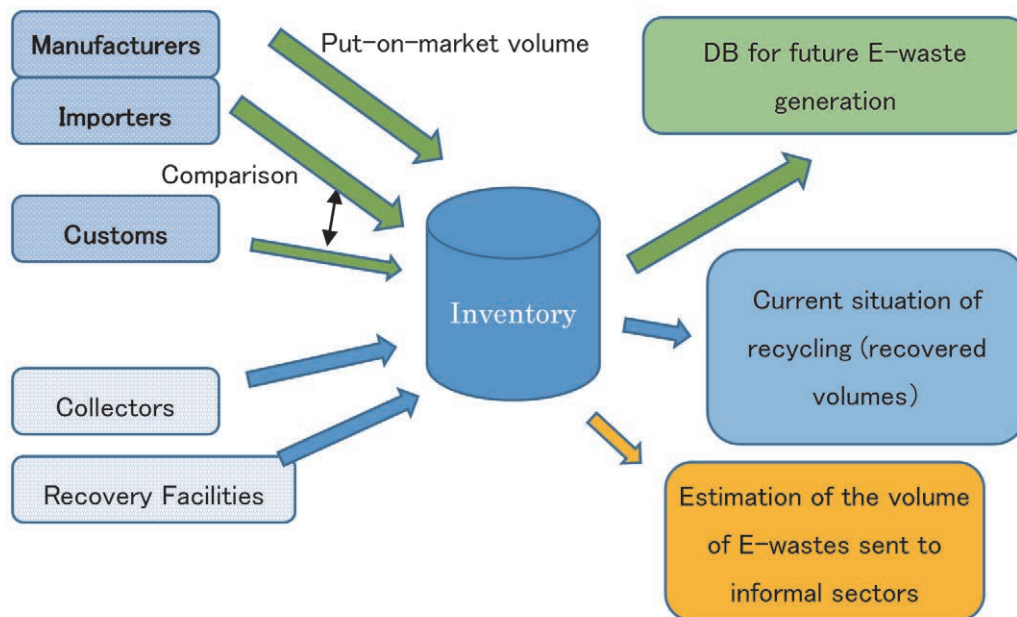 Manufacturers
Put-on-market volume
Importers
Comparison
Customs
Collectors
Recovery Facilities
Inventory
DB for future E-waste
generation
Current situation of
recycling (recovered
volumes)
Estimation of the volume
of E-wastes sent to
informal sectors